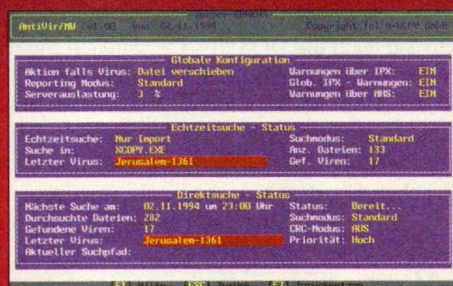 AntiVir/NW
02.11.1994
Globale Konfiguration
Aktion falls Virus: Datei verschieben Warnungen über IPX: EIN
Reporting Modus: Standard Glob. IPX - Warnungen: EIN
Serverauslastung: 3 % Warnungen über MHS: EIN
Echtzeitsuche - Status
Echtzeitsuche: Nur Import Suchmodus: Standard
Suche in: XCOPY.EXE Anz. Dateien: 133
Letzter Virus: Jerusalem-1361 Gef. Viren: 17
Direktsuche - Status
Nächste Suche am: 02.11.1994 um 23:00 Uhr Status: Bereit...
Durchsuchte Dateien: 282 Suchmodus: Standard
Gefundene Viren: 17 CRC-Modus: AUS
Letzter Virus: Jerusalem-1361 Priorität: Hoch
Aktueller Suchpfad: